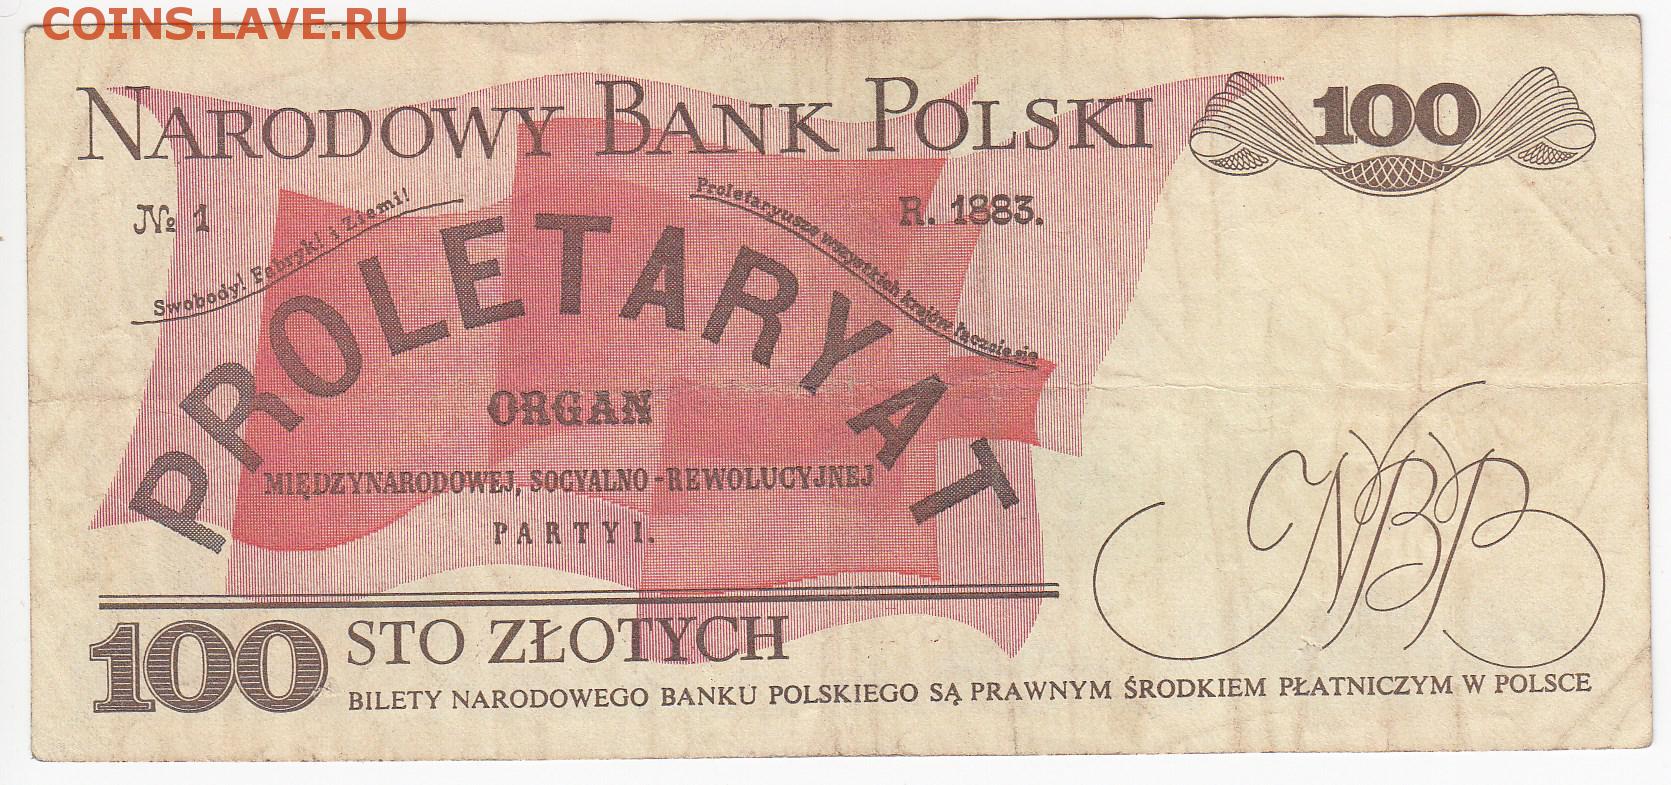 COINS.LAVE.RU
NARODOWY BANK POLSKI
100
№ 1
Swobody! Fabryk! i Ziemi!
Proletaryusze wszystkich krajów łączcie się
R. 1883.
PROLETARYAT
ORGAN
MIĘDZYNARODOWEJ, SOCYALNO-REWOLUCYJNEJ
PARTYI.
NBP
100 STO ZŁOTYCH
BILETY NARODOWEGO BANKU POLSKIEGO SĄ PRAWNYM ŚRODKIEM PŁATNICZYM W POLSCE